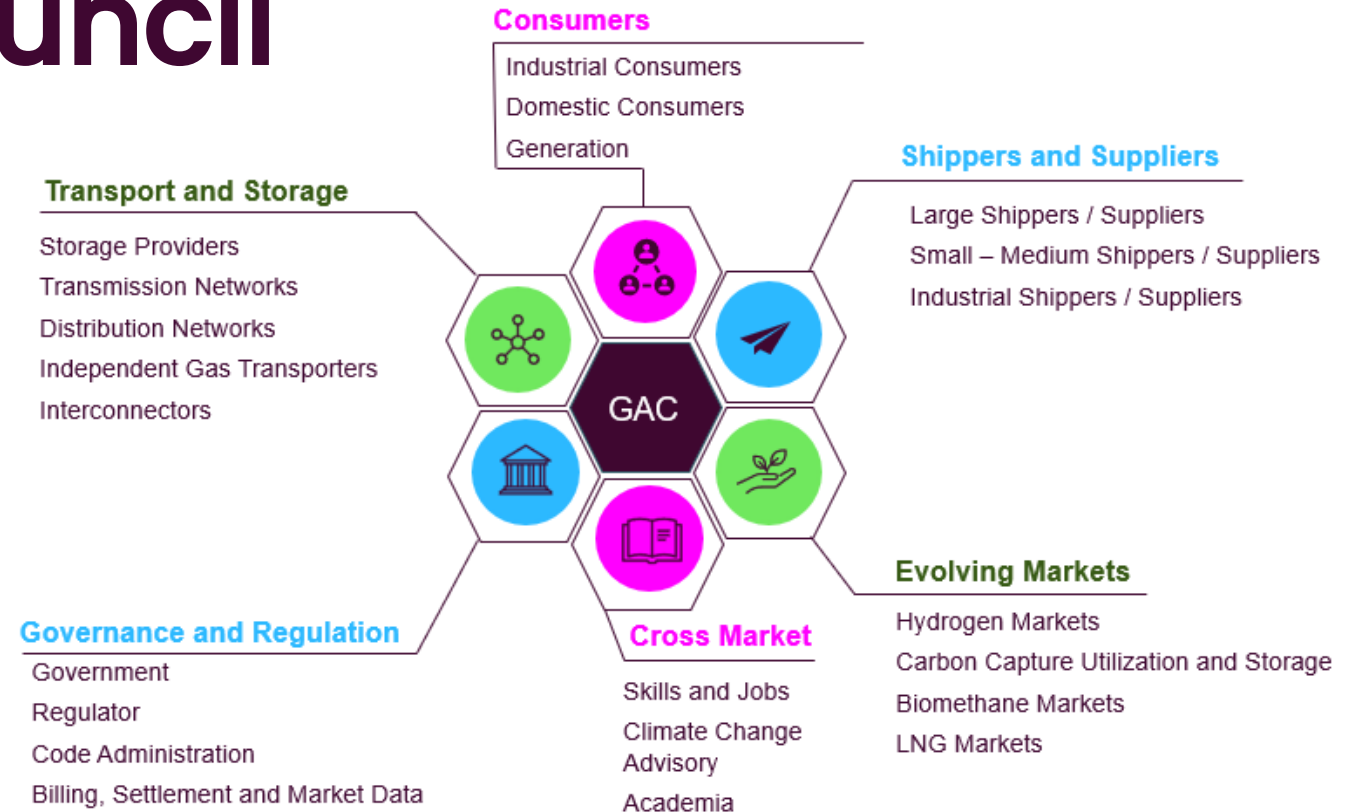 uncil
Consumers
Industrial Consumers
Domestic Consumers
Generation
Shippers and Suppliers
Large Shippers / Suppliers
Small – Medium Shippers / Suppliers
Industrial Shippers / Suppliers
Transport and Storage
Storage Providers
Transmission Networks
Distribution Networks
Independent Gas Transporters
Interconnectors
GAC
Evolving Markets
Hydrogen Markets
Carbon Capture Utilization and Storage
Biomethane Markets
LNG Markets
Governance and Regulation
Government
Regulator
Code Administration
Billing, Settlement and Market Data
Cross Market
Skills and Jobs
Climate Change
Advisory
Academia